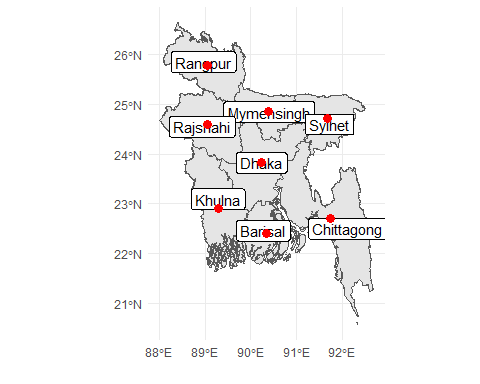 26°N
25°N
24°N
23°N
22°N
21°N
Rangpur
Mymensingh
Sylhet
Rajshahi
Dhaka
Khulna
Barisal
Chittagong
88°E
89°E
90°E
91°E
92°E